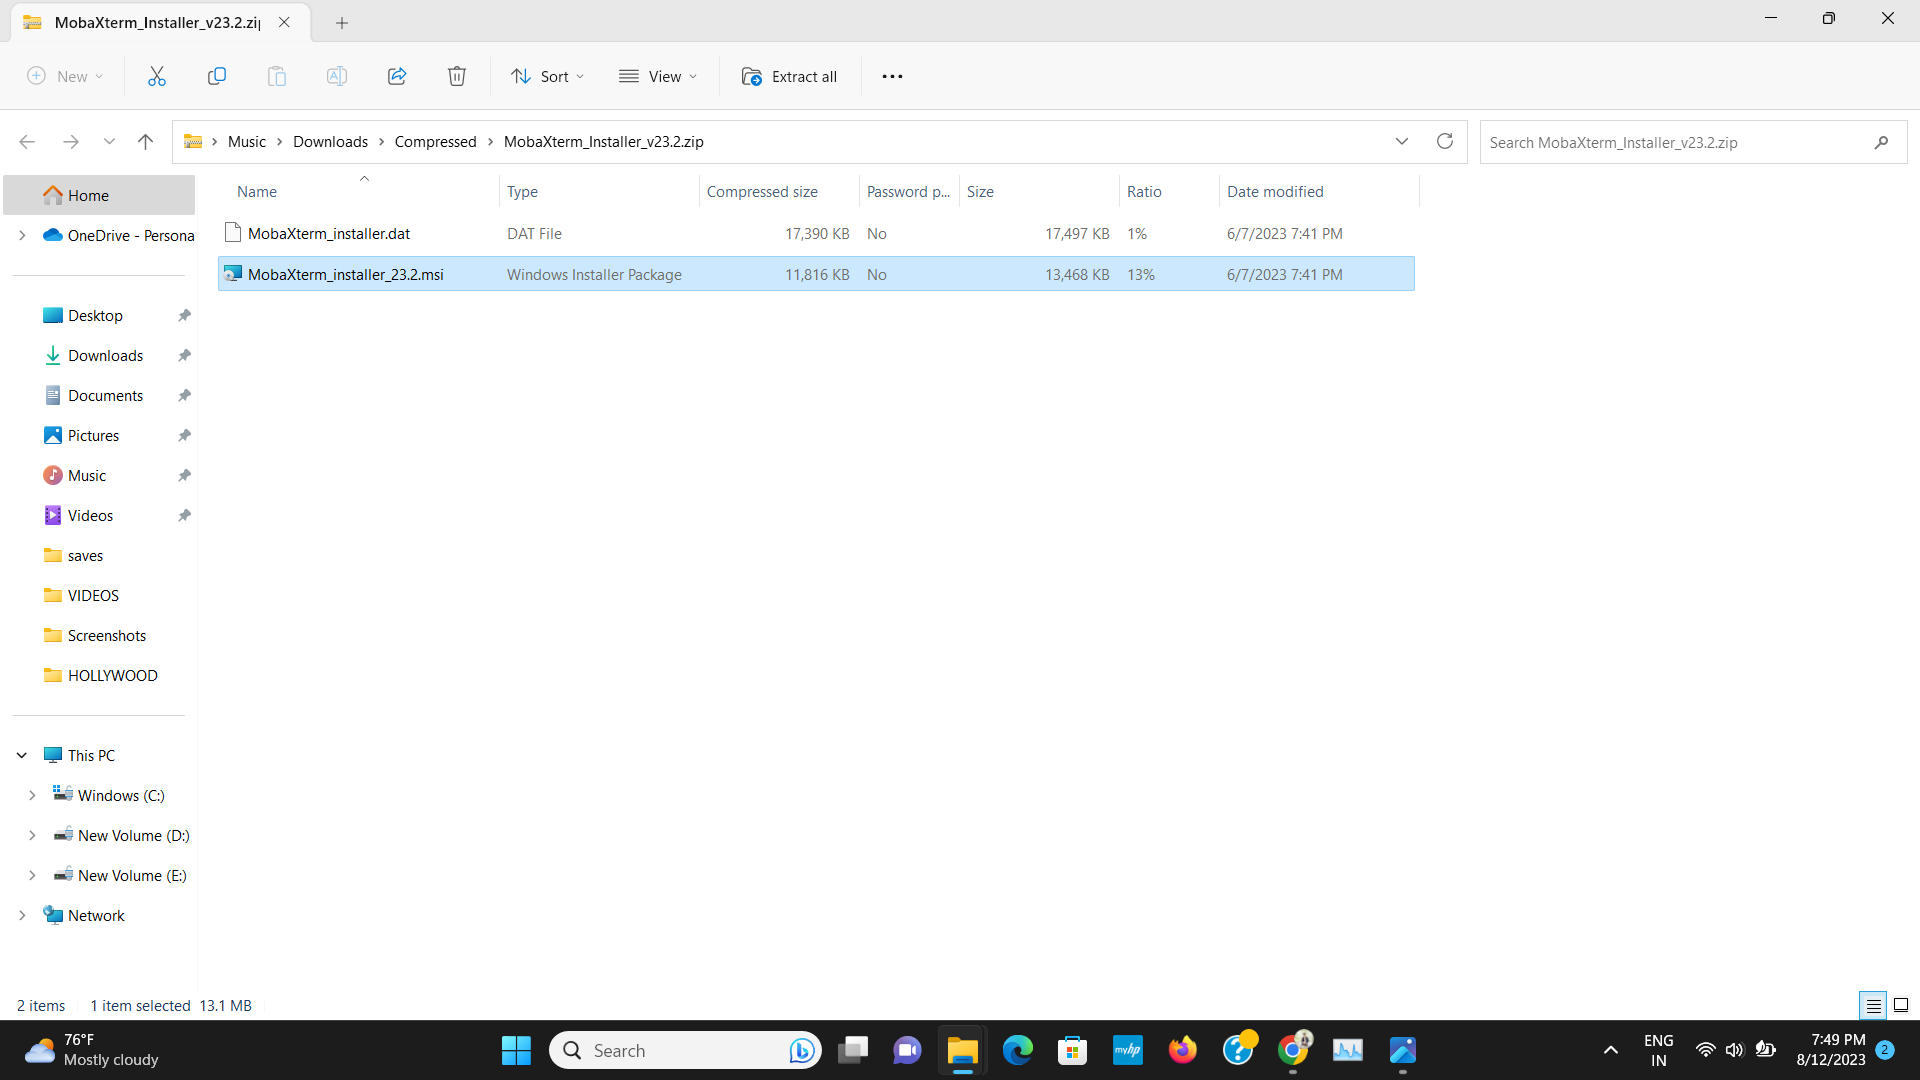 MobaXterm_Installer_v23.2.zip
New
Sort
View
Extract all
Music
Downloads
Compressed
MobaXterm_Installer_v23.2.zip
Search MobaXterm_Installer_v23.2.zip
Home
OneDrive - Persona
Desktop
Downloads
Documents
Pictures
Music
Videos
saves
VIDEOS
Screenshots
HOLLYWOOD
This PC
Windows (C:)
New Volume (D:)
New Volume (E:)
Network
Name Type Compressed size Password p... Size Ratio Date modified
MobaXterm_installer.dat DAT File 17,390 KB No 17,497 KB 1% 6/7/2023 7:41 PM
MobaXterm_installer_23.2.msi Windows Installer Package 11,816 KB No 13,468 KB 13% 6/7/2023 7:41 PM
2 items 1 item selected 13.1 MB
76°F
Mostly cloudy
Search
myhp
ENG
IN
7:49 PM
8/12/2023
2